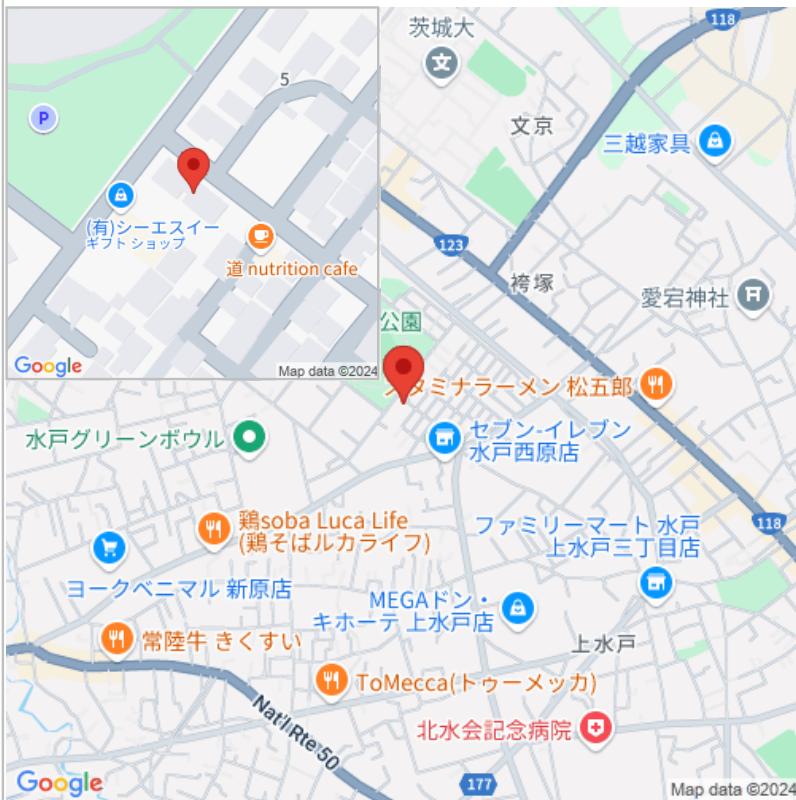 茨城大
118
文京
三越家具
5
P
(有)シーエスイー
ギフト ショップ
道 nutrition cafe
123
袴塚
愛宕神社
公園
Google
Map data ©2024
タミナラーメン 松五郎
セブン-イレブン
水戸西原店
水戸グリーンボウル
鶏soba Luca Life
(鶏そばルカライフ)
118
ファミリーマート 水戸
上水戸三丁目店
ヨークベニマル 新原店
MEGAドン・
キホーテ 上水戸店
上水戸
常陸牛 きくすい
ToMecca(トゥーメッカ)
Nat'l Rte 50
北水会記念病院
177
Google
Map data ©2024